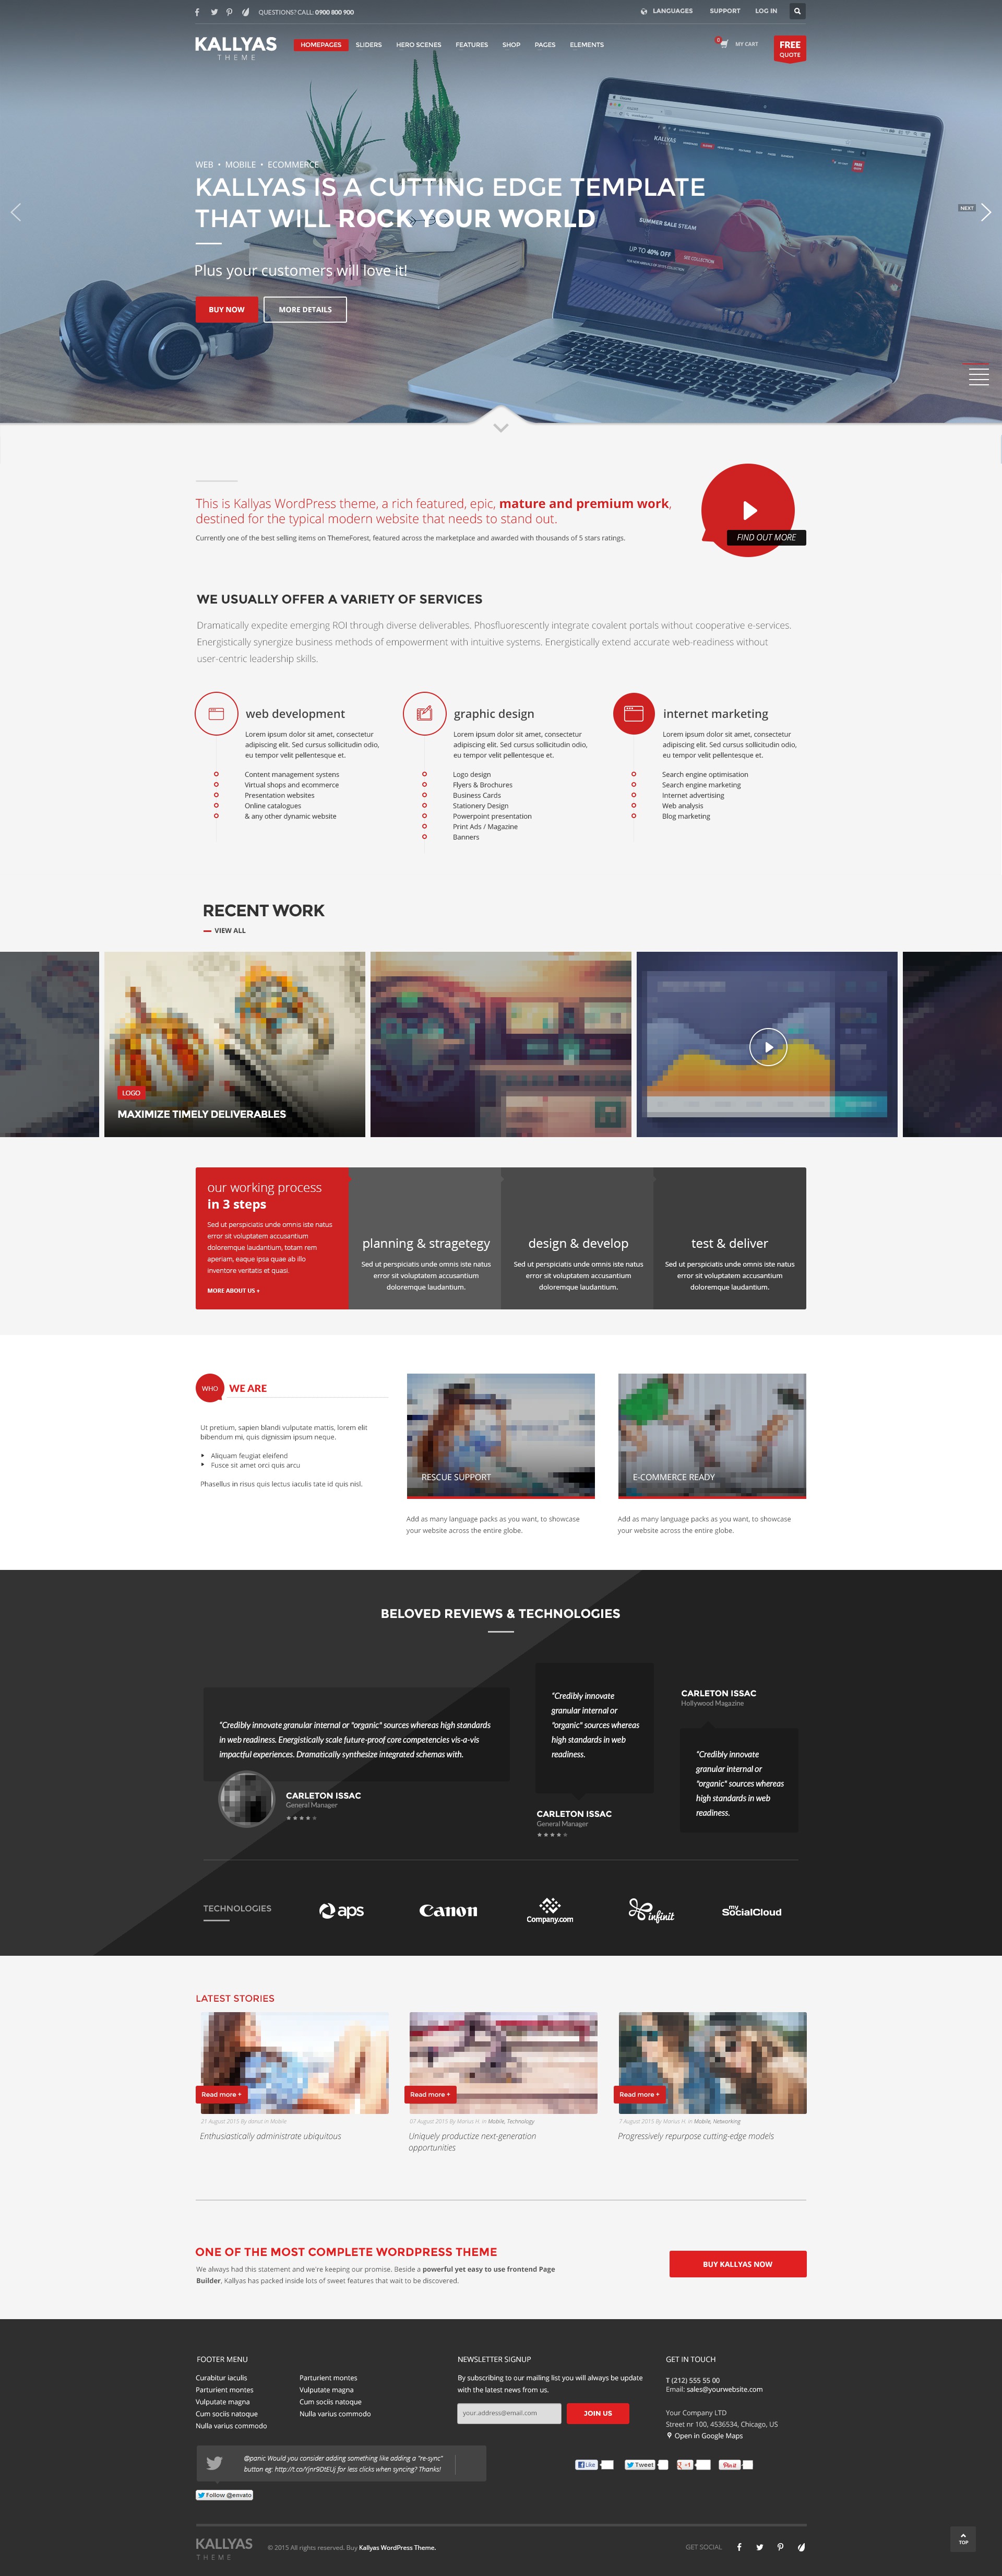 QUESTIONS? CALL: 0900 800 900
LANGUAGES
SUPPORT
LOG IN
KALLYAS
THEME
HOMEPAGES
SLIDERS
HERO SCENES
FEATURES
SHOP
PAGES
ELEMENTS
MY CART
FREE
QUOTE
WEB • MOBILE • ECOMMERCE
KALLYAS IS A CUTTING EDGE TEMPLATE
THAT WILL ROCK YOUR WORLD
Plus your customers will love it!
BUY NOW
MORE DETAILS
NEXT
KALLYAS
SUMMER SALE STEAM
UP TO 40% OFF
SEE COLLECTION
This is Kallyas WordPress theme, a rich featured, epic, mature and premium work,
destined for the typical modern website that needs to stand out.
Currently one of the best selling items on ThemeForest, featured across the marketplace and awarded with thousands of 5 stars ratings.
FIND OUT MORE
WE USUALLY OFFER A VARIETY OF SERVICES
Dramatically expedite emerging ROI through diverse deliverables. Phosfluorescently integrate covalent portals without cooperative e-services.
Energistically synergize business methods of empowerment with intuitive systems. Energistically extend accurate web-readiness without
user-centric leadership skills.
web development
Lorem ipsum dolor sit amet, consectetur
adipiscing elit. Sed cursus sollicitudin odio,
eu tempor velit pellentesque et.
Content management systens
Virtual shops and ecommerce
Presentation websites
Online catalogues
& any other dynamic website
graphic design
Lorem ipsum dolor sit amet, consectetur
adipiscing elit. Sed cursus sollicitudin odio,
eu tempor velit pellentesque et.
Logo design
Flyers & Brochures
Business Cards
Stationery Design
Powerpoint presentation
Print Ads / Magazine
Banners
internet marketing
Lorem ipsum dolor sit amet, consectetur
adipiscing elit. Sed cursus sollicitudin odio,
eu tempor velit pellentesque et.
Search engine optimisation
Search engine marketing
Internet advertising
Web analysis
Blog marketing
RECENT WORK
VIEW ALL
LOGO
MAXIMIZE TIMELY DELIVERABLES
our working process
in 3 steps
Sed ut perspiciatis unde omnis iste natus
error sit voluptatem accusantium
doloremque laudantium, totam rem
aperiam, eaque ipsa quae ab illo
inventore veritatis et quasi.
MORE ABOUT US +
planning & stragetegy
Sed ut perspiciatis unde omnis iste natus
error sit voluptatem accusantium
doloremque laudantium.
design & develop
Sed ut perspiciatis unde omnis iste natus
error sit voluptatem accusantium
doloremque laudantium.
test & deliver
Sed ut perspiciatis unde omnis iste natus
error sit voluptatem accusantium
doloremque laudantium.
WHO
WE ARE
Ut pretium, sapien blandi vulputate mattis, lorem elit
bibendum mi, quis dignissim ipsum neque.
Aliquam feugiat eleifend
Fusce sit amet orci quis arcu
Phasellus in risus quis lectus iaculis tate id quis nisl.
RESCUE SUPPORT
Add as many language packs as you want, to showcase
your website across the entire globe.
E-COMMERCE READY
Add as many language packs as you want, to showcase
your website across the entire globe.
BELOVED REVIEWS & TECHNOLOGIES
"Credibly innovate granular internal or "organic" sources whereas high standards
in web readiness. Energistically scale future-proof core competencies vis-a-vis
impactful experiences. Dramatically synthesize integrated schemas with.
CARLETON ISSAC
General Manager
"Credibly innovate
granular internal or
"organic" sources whereas
high standards in web
readiness.
CARLETON ISSAC
General Manager
CARLETON ISSAC
Hollywood Magazine
"Credibly innovate
granular internal or
"organic" sources whereas
high standards in web
readiness.
TECHNOLOGIES
aps
Canon
Company.com
infinit
my
SocialCloud
LATEST STORIES
Read more +
21 August 2015 By danut in Mobile
Enthusiastically administrate ubiquitous
Read more +
07 August 2015 By Marius H. in Mobile, Technology
Uniquely productize next-generation
opportunities
Read more +
7 August 2015 By Marius H. in Mobile, Networking
Progressively repurpose cutting-edge models
ONE OF THE MOST COMPLETE WORDPRESS THEME
We always had this statement and we're keeping our promise. Beside a powerful yet easy to use frontend Page
Builder, Kallyas has packed inside lots of sweet features that wait to be discovered.
BUY KALLYAS NOW
FOOTER MENU
Curabitur iaculis
Parturient montes
Vulputate magna
Cum sociis natoque
Nulla varius commodo
Parturient montes
Vulputate magna
Cum sociis natoque
Nulla varius commodo
NEWSLETTER SIGNUP
By subscribing to our mailing list you will always be update
with the latest news from us.
your.address@email.com
JOIN US
GET IN TOUCH
T (212) 555 55 00
Email: sales@yourwebsite.com
Your Company LTD
Street nr 100, 4536534, Chicago, US
Open in Google Maps
@panic Would you consider adding something like adding a "re-sync"
button eg: http://t.co/Yjnr9DtEUj for less clicks when syncing? Thanks!
Follow @envato
Like
Tweet
+1
Pin it
KALLYAS
THEME
© 2015 All rights reserved. Buy Kallyas WordPress Theme.
GET SOCIAL
TOP